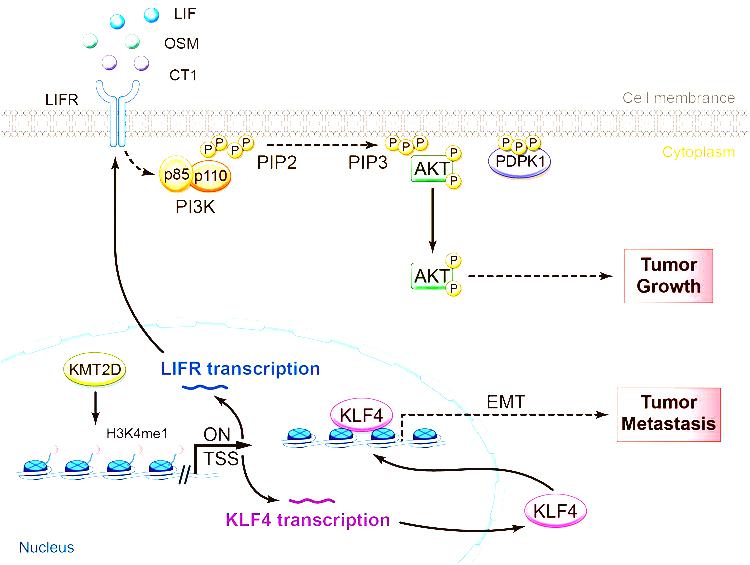 LIF
OSM
CT1
LIFR
Cell membrane
Cytoplasm
p85 p110
PI3K
P P P P
PIP2
PIP3
P P P
AKT
P
P
P P P
PDPK1
AKT
P
P
Tumor
Growth
KMT2D
H3K4me1
LIFR transcription
ON
TSS
KLF4
EMT
Tumor
Metastasis
KLF4 transcription
KLF4
Nucleus